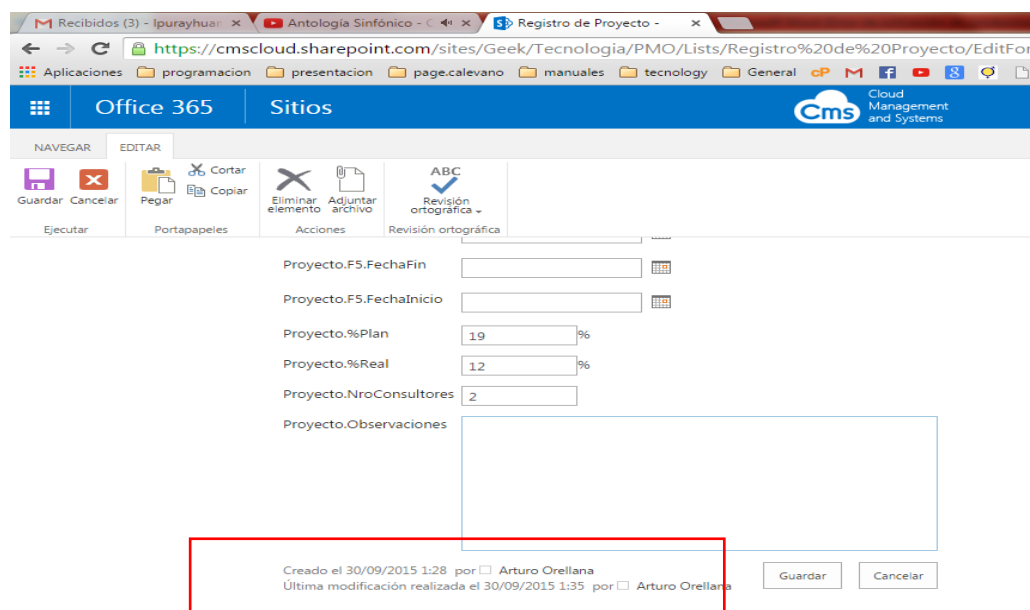 Recibidos (3) - lpurayhuan
Antología Sinfónico - C
Registro de Proyecto -
https://cmscloud.sharepoint.com/sites/Geek/Tecnologia/PMO/Lists/Registro%20de%20Proyecto/EditFor
Aplicaciones programacion presentacion page.calevano manuales tecnology General cP
Office 365 Sitios
Cms Cloud
Management
and Systems
NAVEGAR EDITAR
Guardar Cancelar
Pegar
Cortar
Copiar
Eliminar
elemento
Adjuntar
archivo
ABC
Revisión
ortográfica
Ejecutar Portapapeles Acciones Revisión ortográfica
Proyecto.F5.FechaFin
Proyecto.F5.FechaInicio
Proyecto.%Plan 19 %
Proyecto.%Real 12 %
Proyecto.NroConsultores 2
Proyecto.Observaciones
Creado el 30/09/2015 1:28 por Arturo Orellana
Última modificación realizada el 30/09/2015 1:35 por Arturo Orellana
Guardar Cancelar